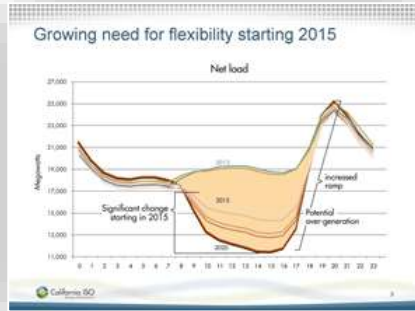 Growing need for flexibility starting 2015
Net load
27,000
25,000
23,000
21,000
19,000
17,000
15,000
13,000
11,000
Megawatts
2015
Significant change
starting in 2015
increased
ramp
Potential
over generation
0 1 2 3 4 5 6 7 8 9 10 11 12 13 14 15 16 17 18 19 20 21 22 23
California ISO